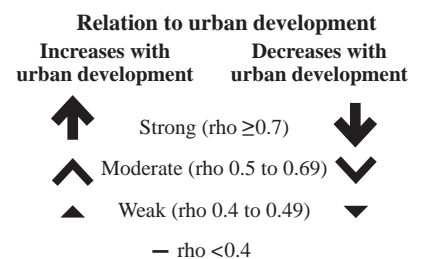 Relation to urban development
Increases with Decreases with
urban development urban development
Strong (rho ≥0.7)
Moderate (rho 0.5 to 0.69)
Weak (rho 0.4 to 0.49)
– rho <0.4